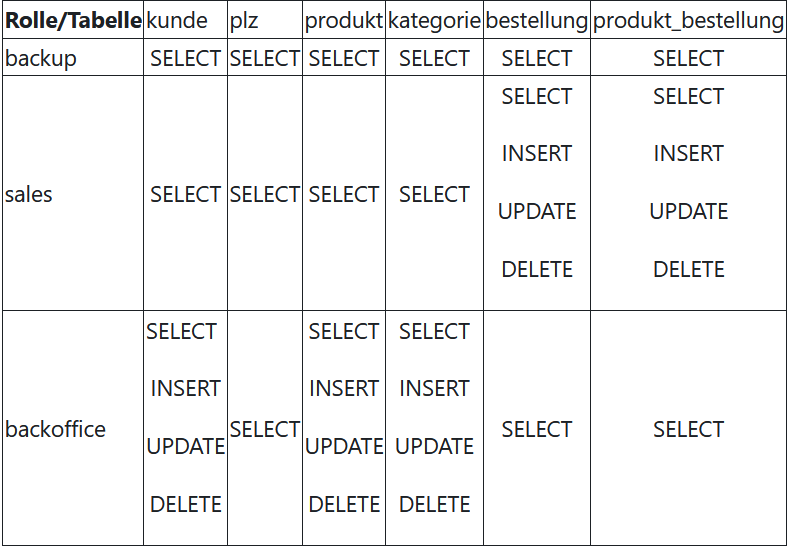 Rolle/Tabelle kunde plz produkt kategorie bestellung produkt_bestellung
backup SELECT SELECT SELECT SELECT SELECT SELECT
SELECT SELECT
INSERT INSERT
sales SELECT SELECT SELECT SELECT
UPDATE UPDATE
DELETE DELETE
SELECT SELECT SELECT
INSERT INSERT INSERT
backoffice SELECT SELECT SELECT
UPDATE UPDATE UPDATE
DELETE DELETE DELETE